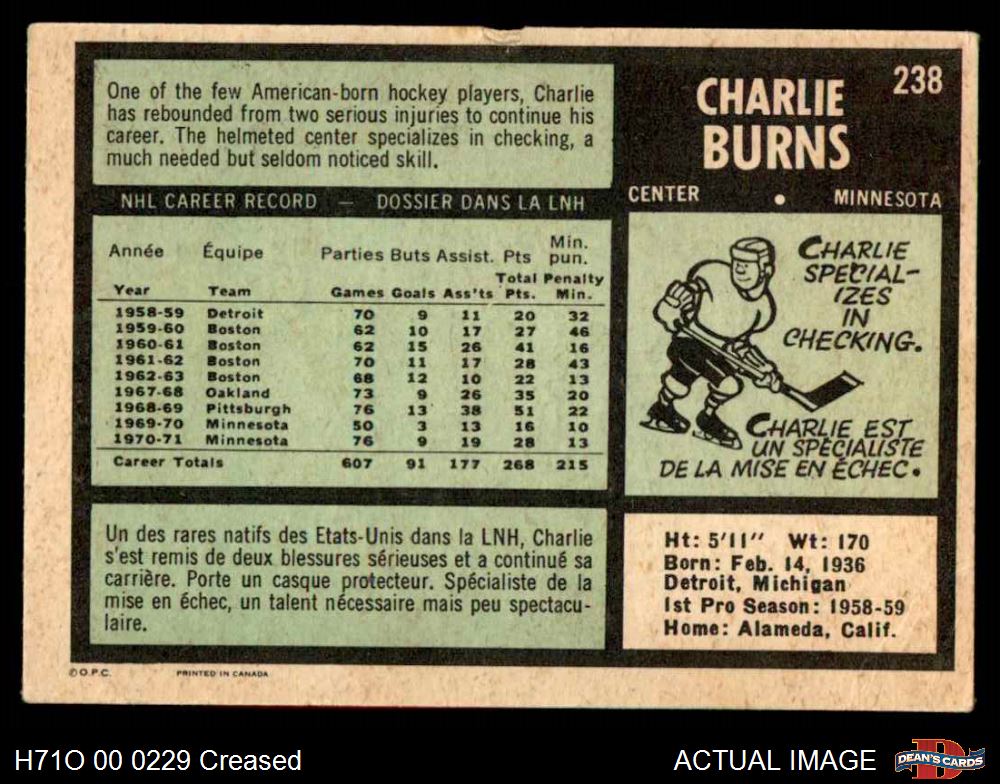 238
CHARLIE
BURNS
CENTER • MINNESOTA
One of the few American-born hockey players, Charlie
has rebounded from two serious injuries to continue his
career. The helmeted center specializes in checking, a
much needed but seldom noticed skill.
NHL CAREER RECORD — DOSSIER DANS LA LNH
Année Équipe Parties Buts Assist. Pts Min. pun.
Year Team Games Goals Ass'ts Total Pts. Penalty Min.
1958-59 Detroit 70 9 11 20 32
1959-60 Boston 62 10 17 27 46
1960-61 Boston 62 15 26 41 16
1961-62 Boston 70 11 17 28 43
1962-63 Boston 68 12 10 22 13
1967-68 Oakland 73 9 26 35 20
1968-69 Pittsburgh 76 13 38 51 22
1969-70 Minnesota 50 3 13 16 10
1970-71 Minnesota 76 9 19 28 13
Career Totals 607 91 177 268 215
CHARLIE
SPECIAL-
IZES
IN
CHECKING.
CHARLIE EST
UN SPÉCIALISTE
DE LA MISE EN ÉCHEC.
Un des rares natifs des Etats-Unis dans la LNH, Charlie
s'est remis de deux blessures sérieuses et a continué sa
carrière. Porte un casque protecteur. Spécialiste de la
mise en échec, un talent nécessaire mais peu spectacu-
laire.
Ht: 5'11" Wt: 170
Born: Feb. 14, 1936
Detroit, Michigan
1st Pro Season: 1958-59
Home: Alameda, Calif.
©O.P.C. PRINTED IN CANADA
H71O 00 0229 Creased
ACTUAL IMAGE
D
DEAN'S CARDS